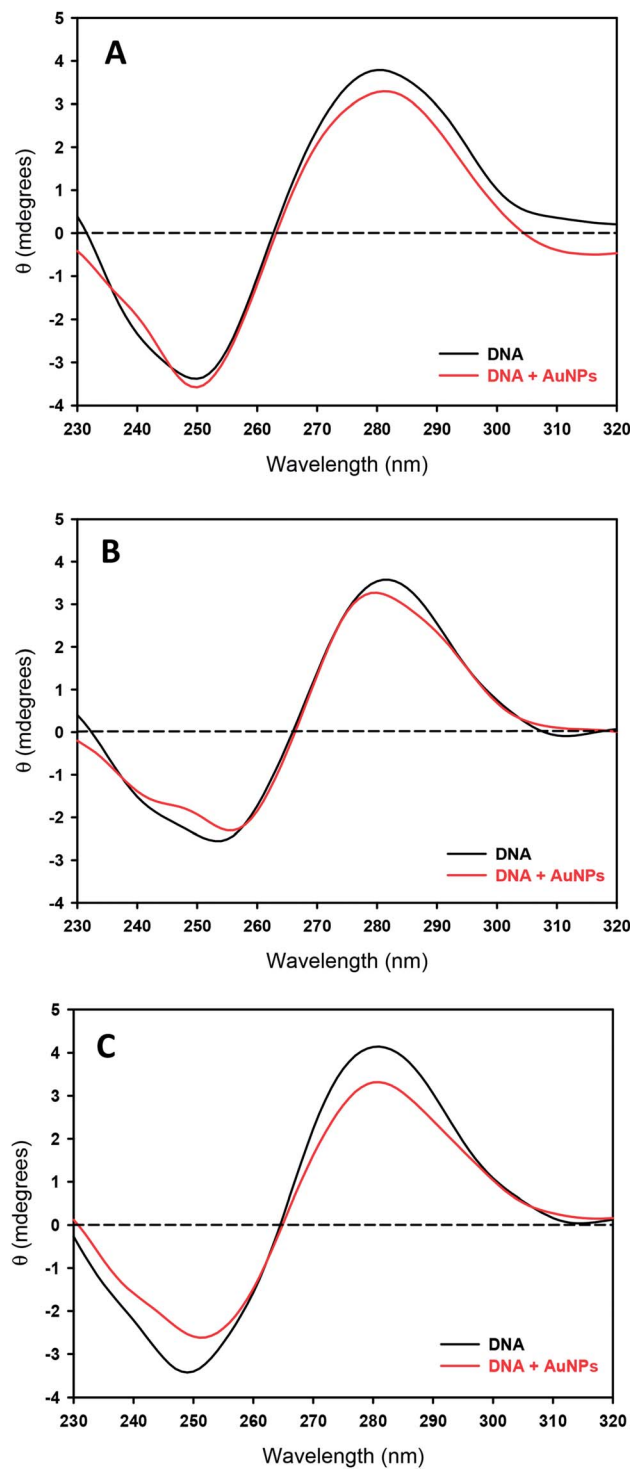 A
5
4
3
2
1
0
-1
-2
-3
-4
θ (mdegrees)
DNA
DNA + AuNPs
230 240 250 260 270 280 290 300 310 320
Wavelength (nm)
B
5
4
3
2
1
0
-1
-2
-3
-4
θ (mdegrees)
DNA
DNA + AuNPs
230 240 250 260 270 280 290 300 310 320
Wavelength (nm)
C
5
4
3
2
1
0
-1
-2
-3
-4
θ (mdegrees)
DNA
DNA + AuNPs
230 240 250 260 270 280 290 300 310 320
Wavelength (nm)